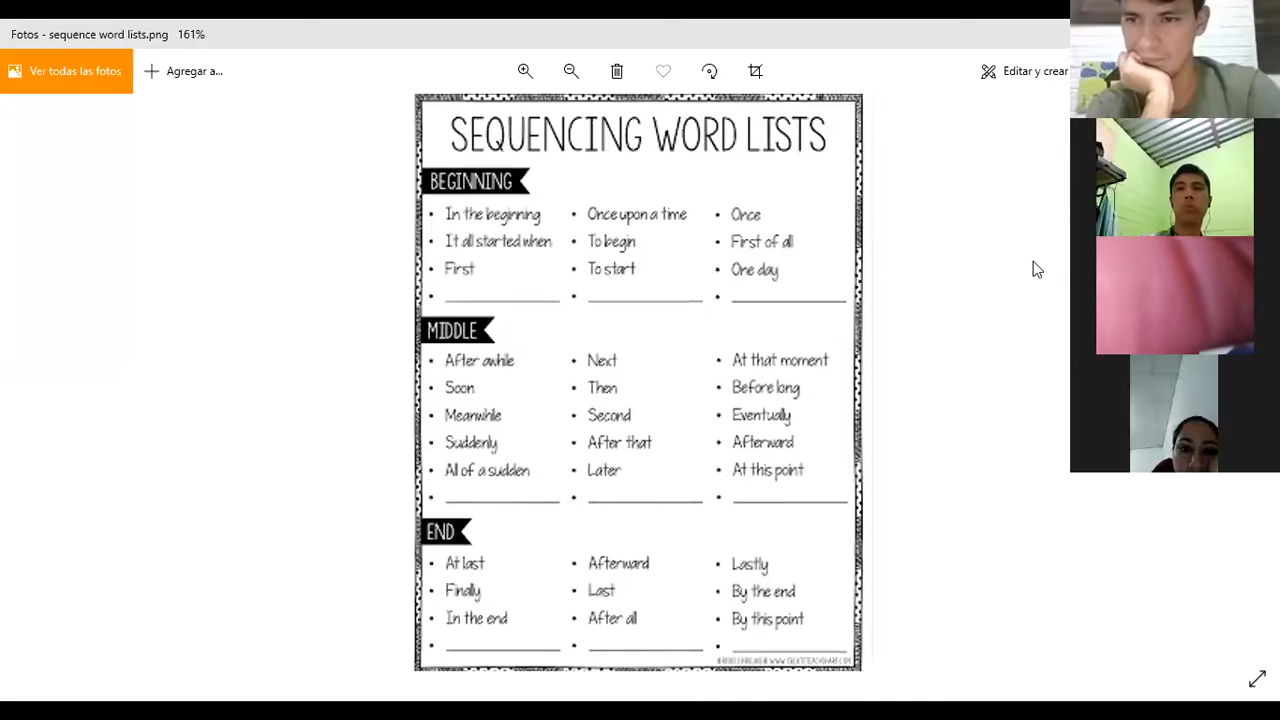 Fotos - sequence word lists.png 161%
Ver todas las fotos
Agregar a...
Editar y crear
SEQUENCING WORD LISTS
BEGINNING
• In the beginning • Once upon a time • Once
• It all started when • To begin • First of all
• First • To start • One day
MIDDLE
• After awhile • Next • At that moment
• Soon • Then • Before long
• Meanwhile • Second • Eventually
• Suddenly • After that • Afterward
• All of a sudden • Later • At this point
END
• At last • Afterward • Lastly
• Finally • Last • By the end
• In the end • After all • By this point